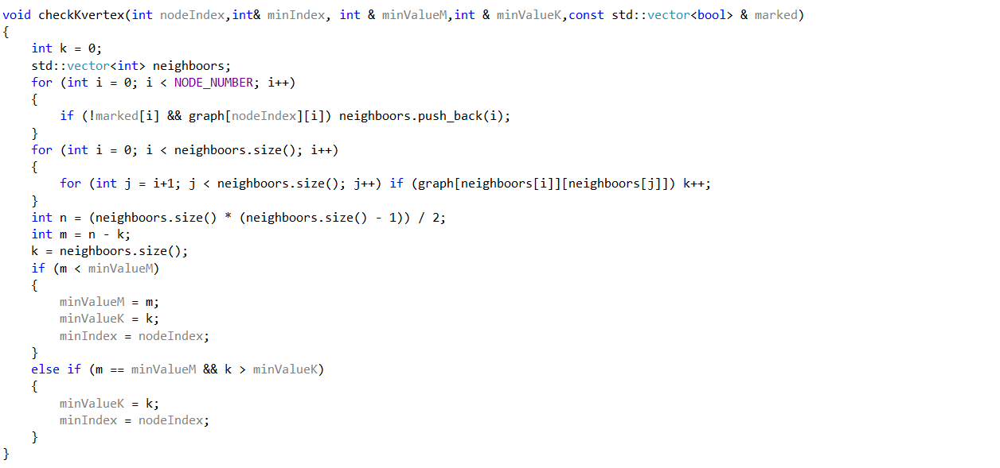 void checkKvertex(int nodeIndex,int& minIndex, int & minValueM,int & minValueK,const std::vector<bool> & marked)
{
    int k = 0;
    std::vector<int> neighboors;
    for (int i = 0; i < NODE_NUMBER; i++)
    {
        if (!marked[i] && graph[nodeIndex][i]) neighboors.push_back(i);
    }
    for (int i = 0; i < neighboors.size(); i++)
    {
        for (int j = i+1; j < neighboors.size(); j++) if (graph[neighboors[i]][neighboors[j]]) k++;
    }
    int n = (neighboors.size() * (neighboors.size() - 1)) / 2;
    int m = n - k;
    k = neighboors.size();
    if (m < minValueM)
    {
        minValueM = m;
        minValueK = k;
        minIndex = nodeIndex;
    }
    else if (m == minValueM && k > minValueK)
    {
        minValueK = k;
        minIndex = nodeIndex;
    }
}